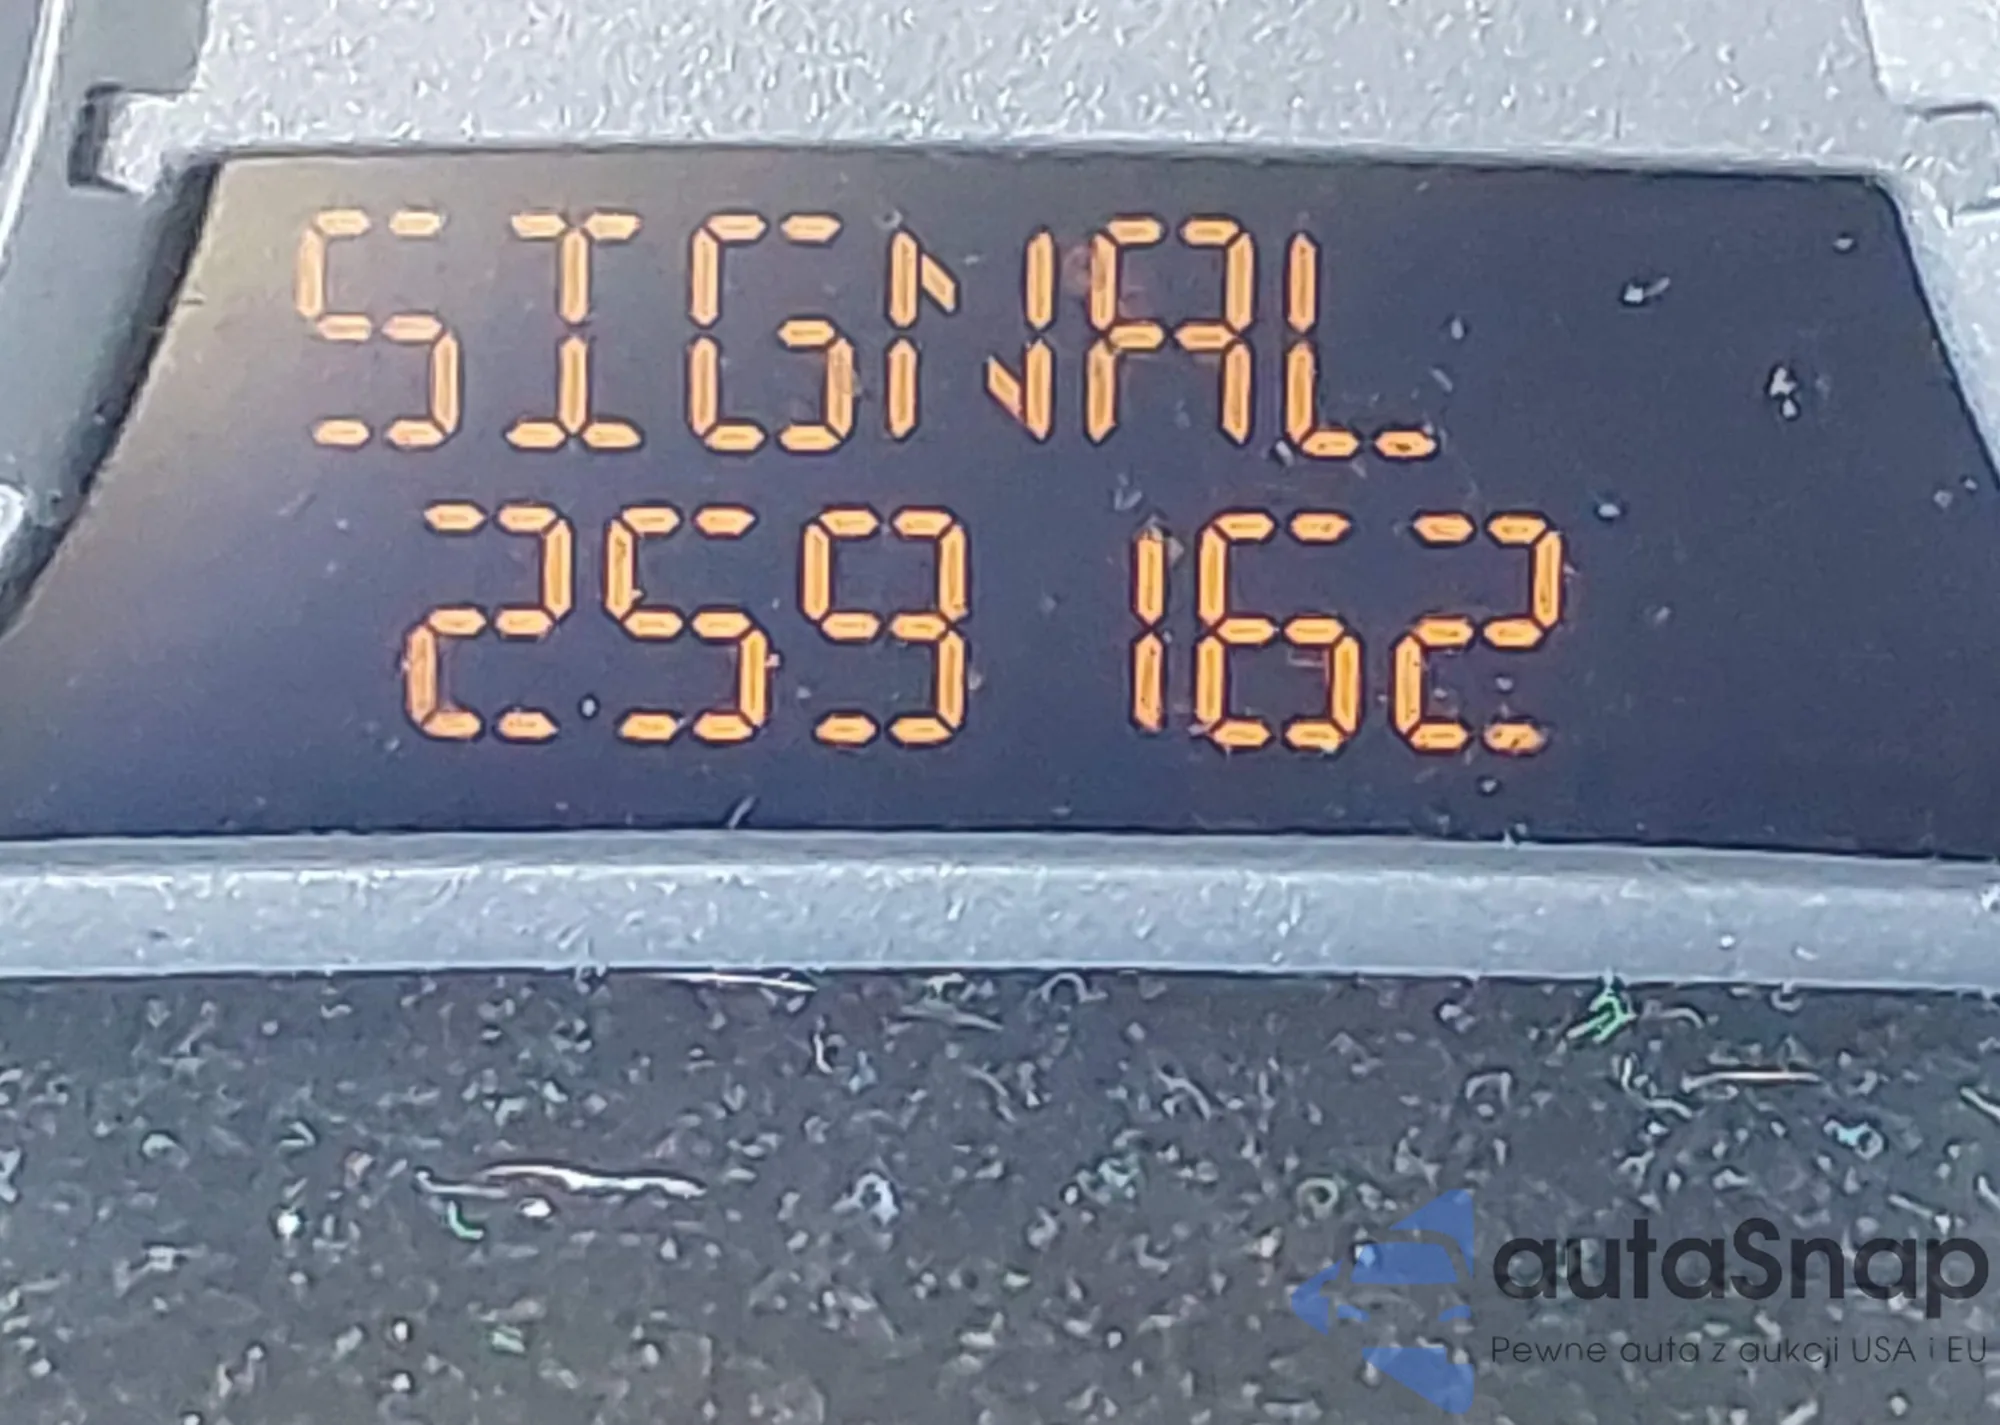 SIGNAL
259 162
autaSnap
Pewne auta z aukcji USA i EU